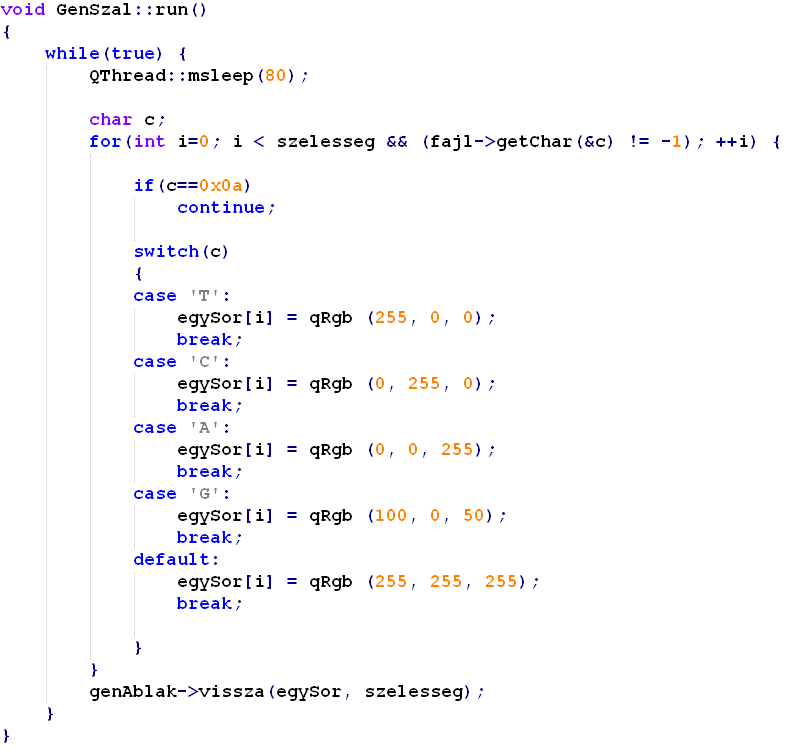 void GenSzal::run()
{
    while(true) {
        QThread::msleep(80);

        char c;
        for(int i=0; i < szelesseg && (fajl->getChar(&c) != -1); ++i) {

            if(c==0x0a)
                continue;

            switch(c)
            {
            case 'T':
                egySor[i] = qRgb (255, 0, 0);
                break;
            case 'C':
                egySor[i] = qRgb (0, 255, 0);
                break;
            case 'A':
                egySor[i] = qRgb (0, 0, 255);
                break;
            case 'G':
                egySor[i] = qRgb (100, 0, 50);
                break;
            default:
                egySor[i] = qRgb (255, 255, 255);
                break;

            }
        }
        genAblak->vissza(egySor, szelesseg);
    }
}